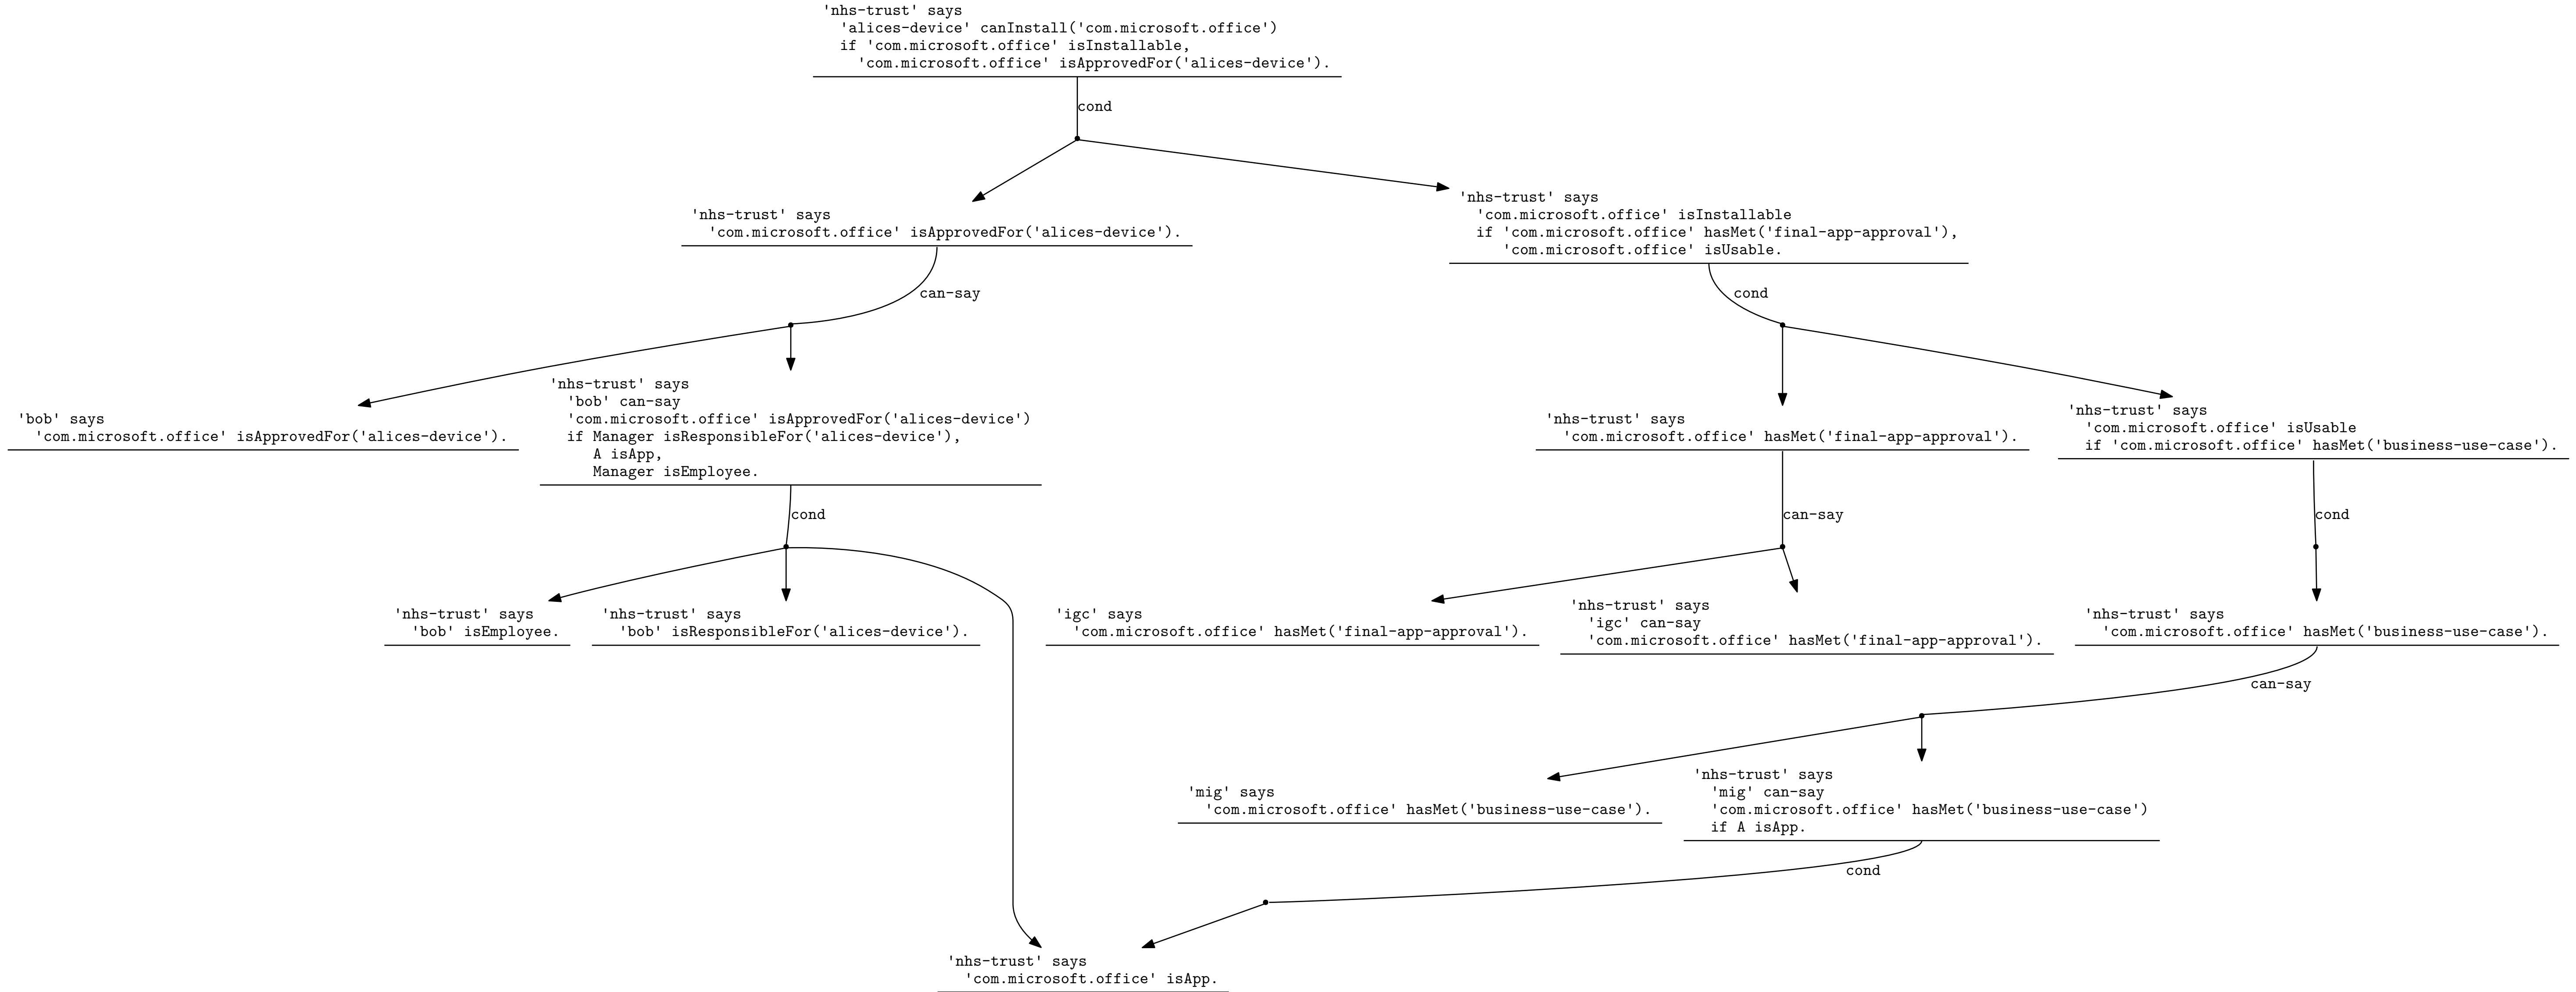 'nhs-trust' says
'alices-device' canInstall('com.microsoft.office')
if 'com.microsoft.office' isInstallable,
'com.microsoft.office' isApprovedFor('alices-device').
cond
'nhs-trust' says
'com.microsoft.office' isApprovedFor('alices-device').
'nhs-trust' says
'com.microsoft.office' isInstallable
if 'com.microsoft.office' hasMet('final-app-approval'),
'com.microsoft.office' isUsable.
can-say
cond
'bob' says
'com.microsoft.office' isApprovedFor('alices-device').
'nhs-trust' says
'bob' can-say
'com.microsoft.office' isApprovedFor('alices-device')
if Manager isResponsibleFor('alices-device'),
A isApp,
Manager isEmployee.
'nhs-trust' says
'com.microsoft.office' hasMet('final-app-approval').
'nhs-trust' says
'com.microsoft.office' isUsable
if 'com.microsoft.office' hasMet('business-use-case').
cond
can-say
cond
'nhs-trust' says
'bob' isEmployee.
'nhs-trust' says
'bob' isResponsibleFor('alices-device').
'igc' says
'com.microsoft.office' hasMet('final-app-approval').
'nhs-trust' says
'igc' can-say
'com.microsoft.office' hasMet('final-app-approval').
'nhs-trust' says
'com.microsoft.office' hasMet('business-use-case').
can-say
'mig' says
'com.microsoft.office' hasMet('business-use-case').
'nhs-trust' says
'mig' can-say
'com.microsoft.office' hasMet('business-use-case')
if A isApp.
cond
'nhs-trust' says
'com.microsoft.office' isApp.